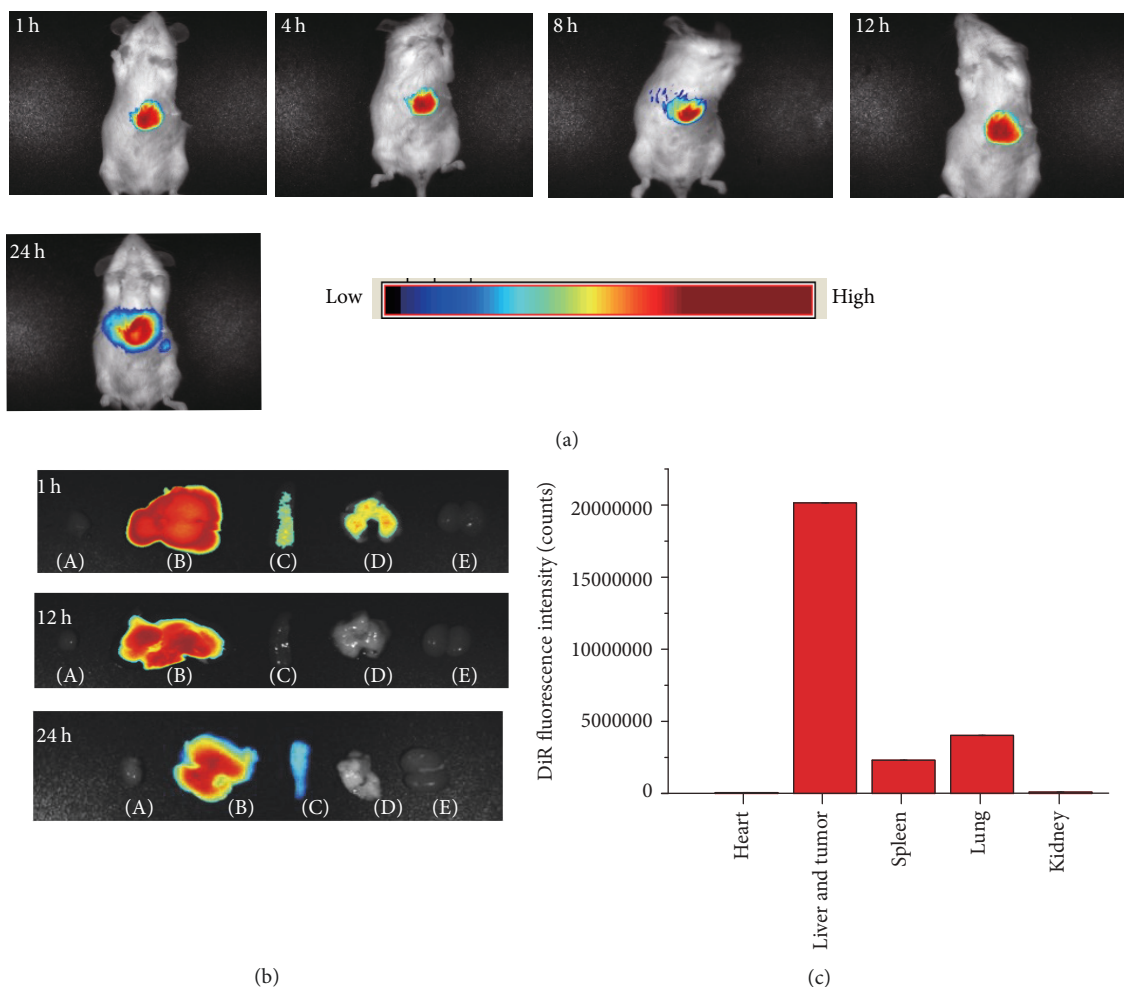 1 h
4 h
8 h
12 h
24 h
Low
High
(a)
1 h
(A)
(B)
(C)
(D)
(E)
12 h
(A)
(B)
(C)
(D)
(E)
24 h
(A)
(B)
(C)
(D)
(E)
(b)
DiR fluorescence intensity (counts)
20000000
15000000
10000000
5000000
0
Heart
Liver and tumor
Spleen
Lung
Kidney
(c)